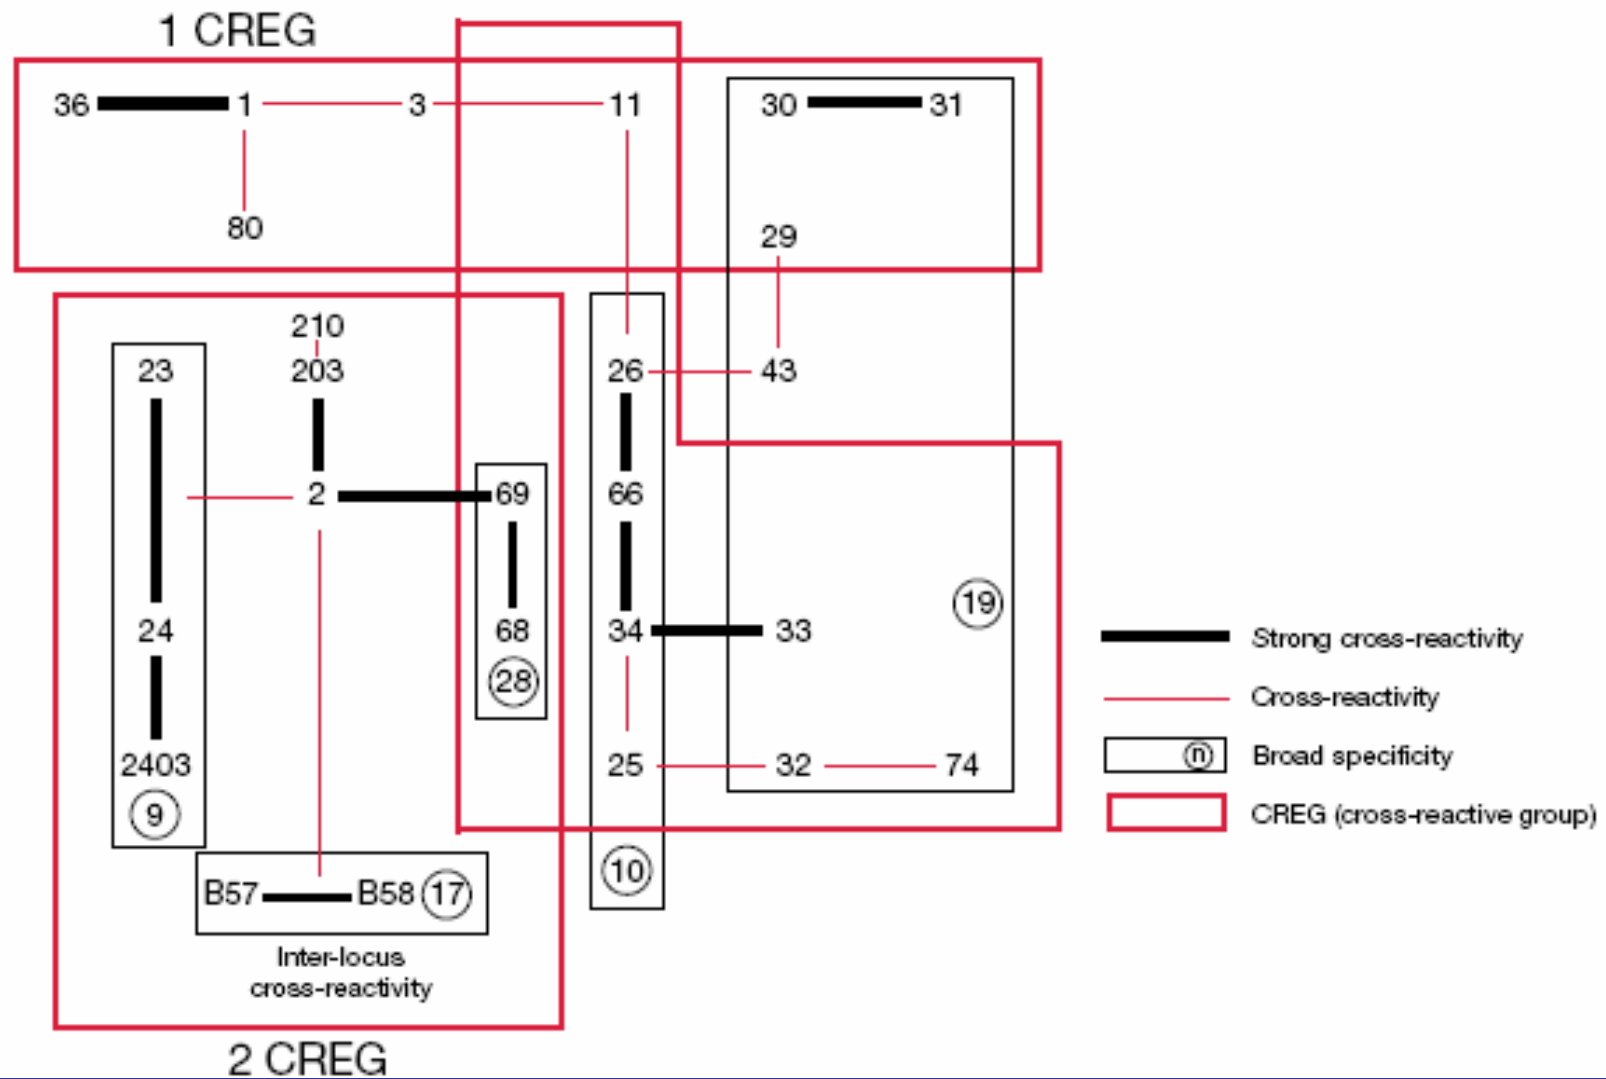 1 CREG
36 1 3 11 30 31
80 29
210
23 203 26 43
2 69 66
24 68 34 33 19
28
2403 25 32 74
9
10
B57 B58 17
Inter-locus
cross-reactivity
2 CREG
Strong cross-reactivity
Cross-reactivity
n Broad specificity
CREG (cross-reactive group)